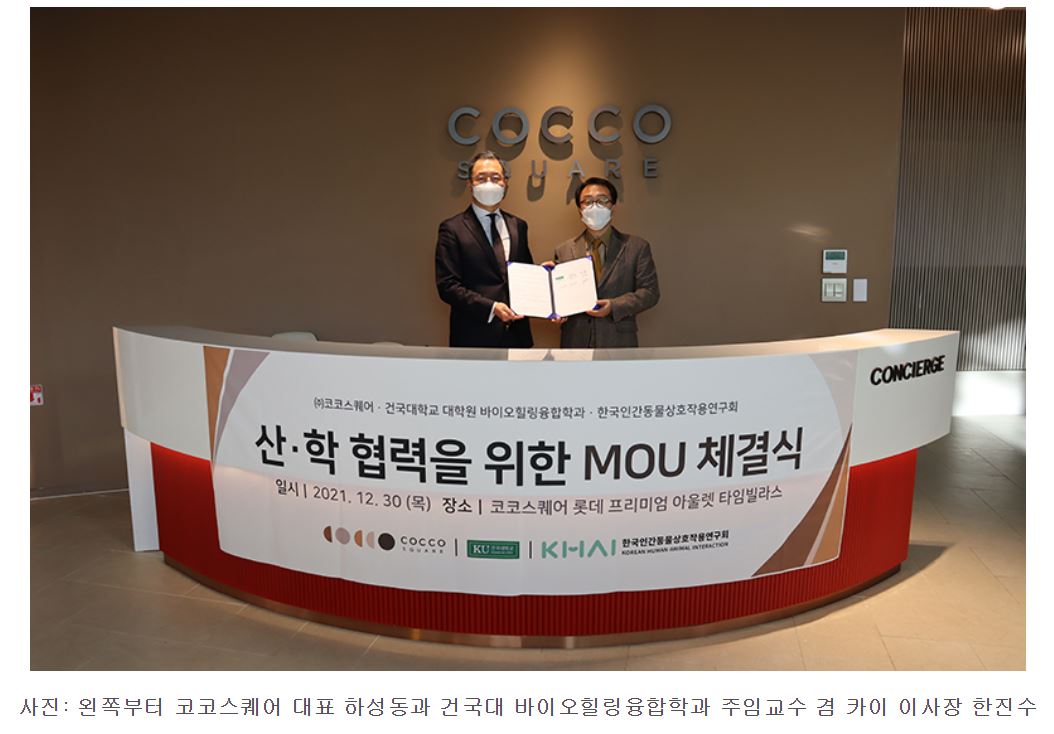 COCCO
SQUARE
CONCIERGE
㈜코코스퀘어 · 건국대학교 대학원 바이오힐링융합학과 · 한국인간동물상호작용연구회
산·학 협력을 위한 MOU 체결식
일시 | 2021. 12. 30 (목) 장소 | 코코스퀘어 롯데 프리미엄 아울렛 타임빌라스
COCCO
SQUARE
KU 건국대학교
KHAI 한국인간동물상호작용연구회
KOREAN HUMAN ANIMAL INTERACTION
사진: 왼쪽부터 코코스퀘어 대표 하성동과 건국대 바이오힐링융합학과 주임교수 겸 카이 이사장 한진수